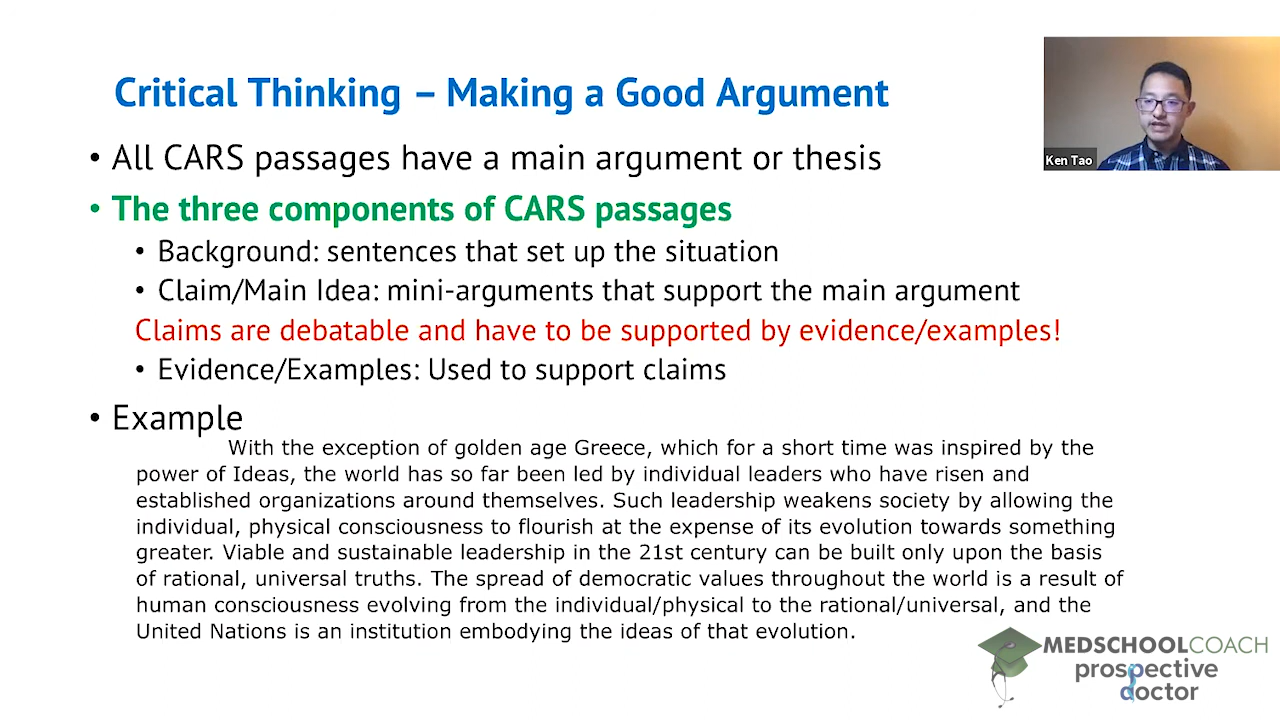 Critical Thinking – Making a Good Argument
• All CARS passages have a main argument or thesis
• The three components of CARS passages
• Background: sentences that set up the situation
• Claim/Main Idea: mini-arguments that support the main argument
Claims are debatable and have to be supported by evidence/examples!
• Evidence/Examples: Used to support claims
• Example
With the exception of golden age Greece, which for a short time was inspired by the
power of Ideas, the world has so far been led by individual leaders who have risen and
established organizations around themselves. Such leadership weakens society by allowing the
individual, physical consciousness to flourish at the expense of its evolution towards something
greater. Viable and sustainable leadership in the 21st century can be built only upon the basis
of rational, universal truths. The spread of democratic values throughout the world is a result of
human consciousness evolving from the individual/physical to the rational/universal, and the
United Nations is an institution embodying the ideas of that evolution.
Ken Tao
MEDSCHOOLCOACH
prospective
doctor